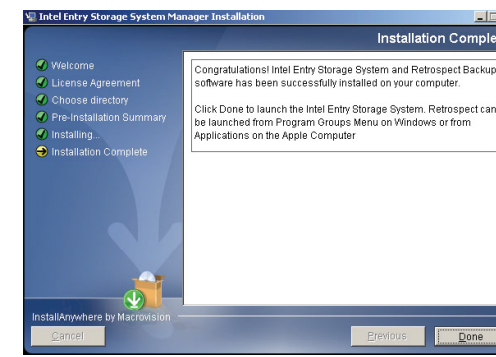 Intel Entry Storage System Manager Installation
Installation Comple
Welcome
License Agreement
Choose directory
Pre-Installation Summary
Installing...
Installation Complete
Congratulations! Intel Entry Storage System and Retrospect Backup
software has been successfully installed on your computer.
Click Done to launch the Intel Entry Storage System. Retrospect can
be launched from Program Groups Menu on Windows or from
Applications on the Apple Computer
InstallAnywhere by Macrovision
Cancel
Previous
Done